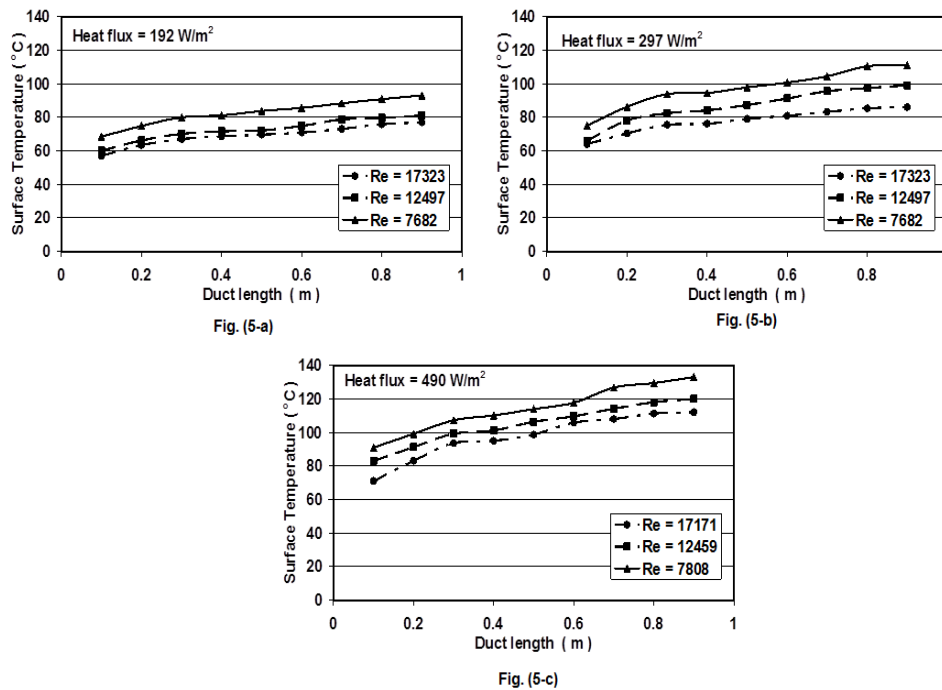 Heat flux = 192 W/m²
Surface Temperature ( °C )
140
120
100
80
60
40
20
0
Re = 17323
Re = 12497
Re = 7682
0 0.2 0.4 0.6 0.8 1
Duct length ( m )
Fig. (5-a)
Heat flux = 297 W/m²
Surface Temperature ( °C )
140
120
100
80
60
40
20
0
Re = 17323
Re = 12497
Re = 7682
0 0.2 0.4 0.6 0.8
Duct length ( m )
Fig. (5-b)
Heat flux = 490 W/m²
Surface Temperature ( °C )
140
120
100
80
60
40
20
0
Re = 17171
Re = 12459
Re = 7808
0 0.2 0.4 0.6 0.8 1
Duct length ( m )
Fig. (5-c)